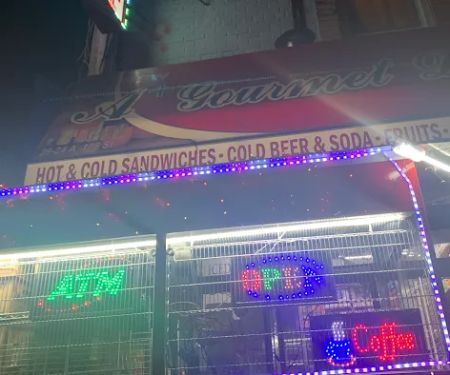 A+ Gourmet
HOT & COLD SANDWICHES • COLD BEER & SODA • FRUITS •
ATM
OPEN
Coffee